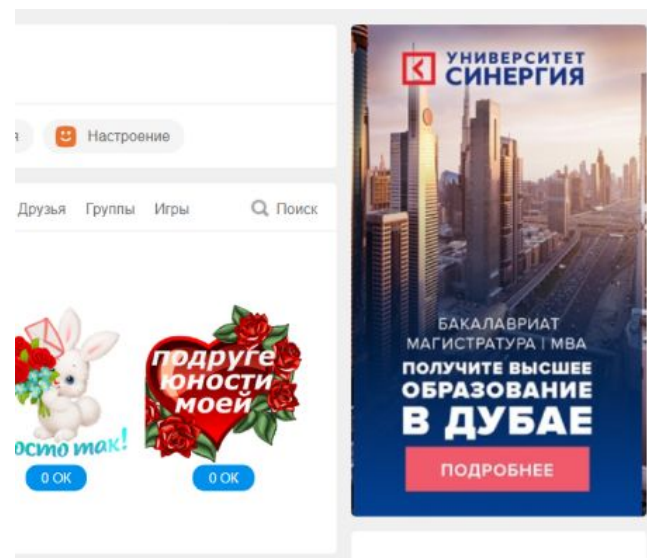 УНИВЕРСИТЕТ
СИНЕРГИЯ
Настроение
Друзья Группы Игры Поиск
подруге
юности
моей
так!
0 ОК 0 ОК
БАКАЛАВРИАТ
МАГИСТРАТУРА | MBA
ПОЛУЧИТЕ ВЫСШЕЕ
ОБРАЗОВАНИЕ
В ДУБАЕ
ПОДРОБНЕЕ